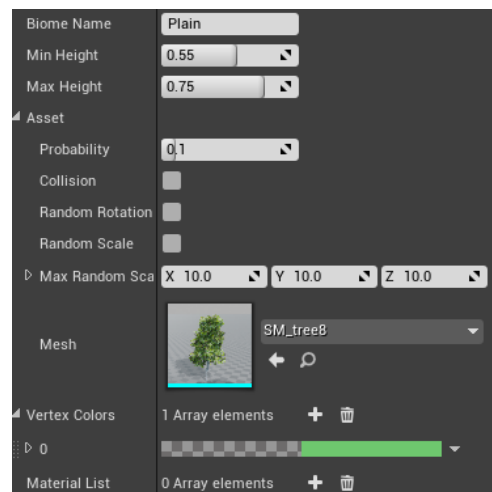 Biome Name Plain
Min Height 0.55
Max Height 0.75
Asset
Probability 0.1
Collision
Random Rotation
Random Scale
Max Random Sca X 10.0 Y 10.0 Z 10.0
Mesh SM_tree8
Vertex Colors 1 Array elements
0
Material List 0 Array elements